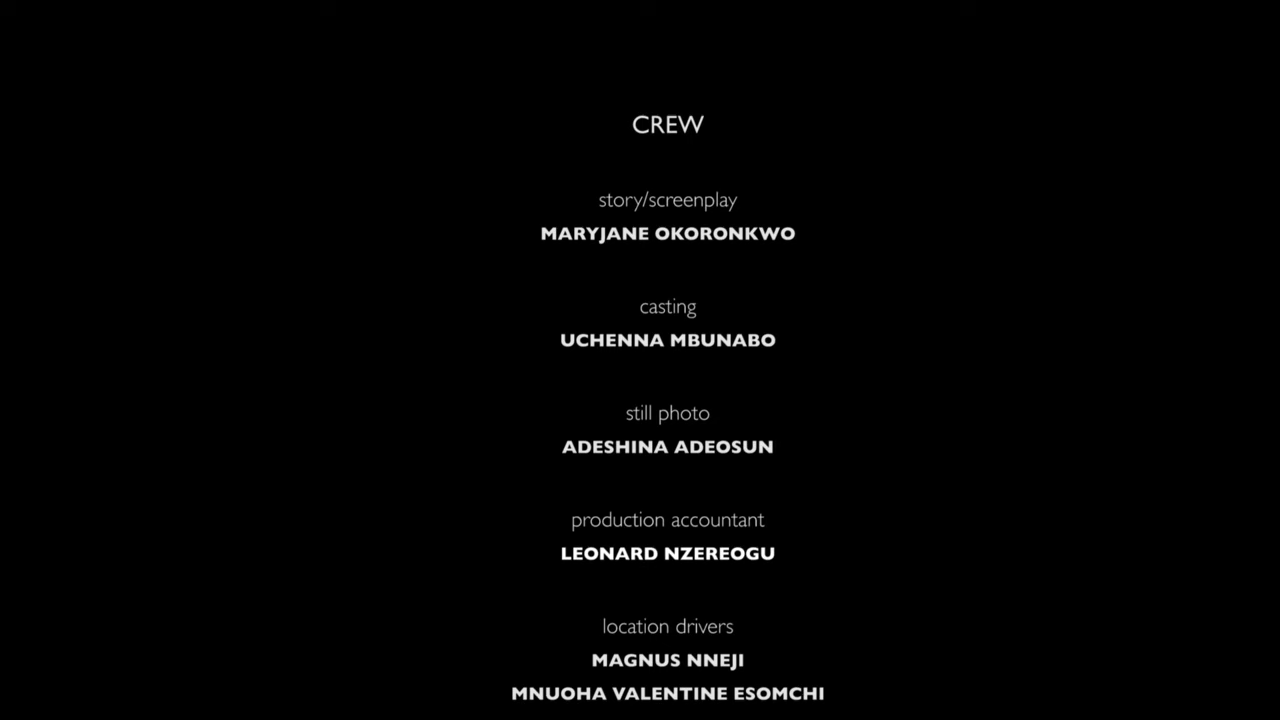 CREW
story/screenplay
MARYJANE OKORONKWO
casting
UCHENNA MBUNABO
still photo
ADESHINA ADEOSUN
production accountant
LEONARD NZEREOGU
location drivers
MAGNUS NNEJI
MNUOHA VALENTINE ESOMCHI